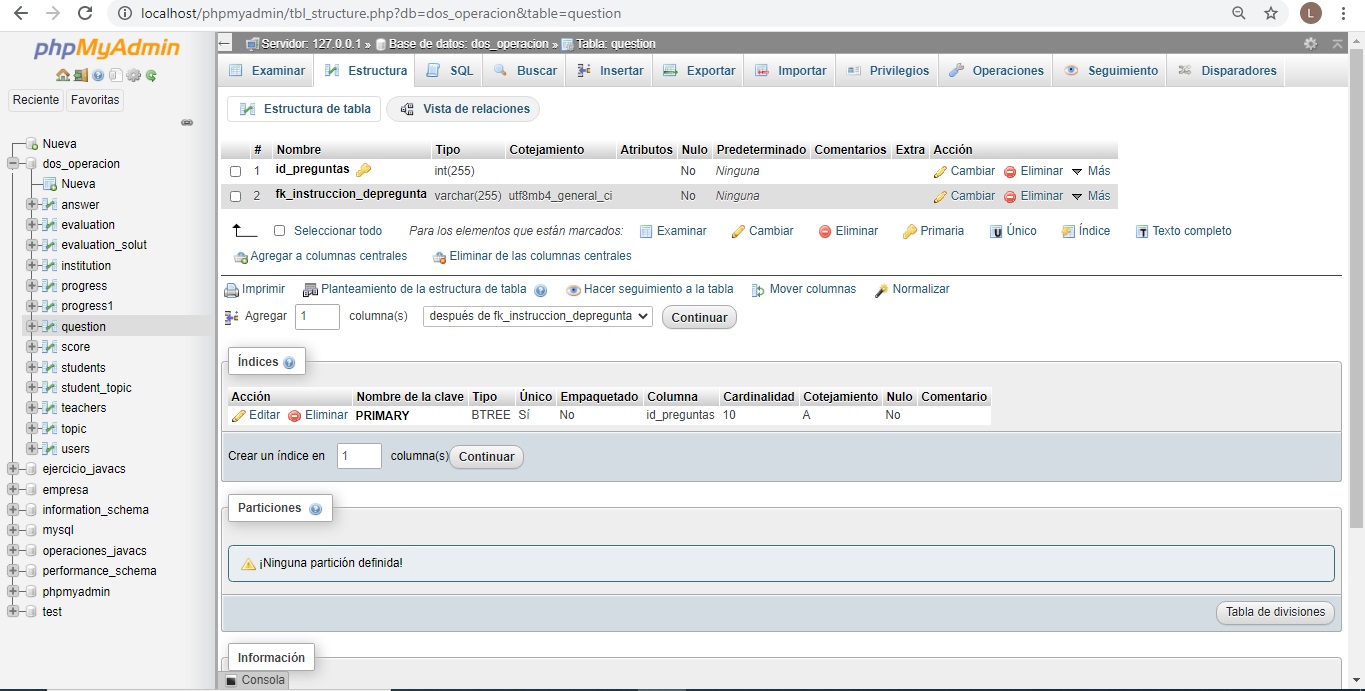 localhost/phpmyadmin/tbl_structure.php?db=dos_operacion&table=question
L
phpMyAdmin
Reciente Favoritas
Nueva
dos_operacion
Nueva
answer
evaluation
evaluation_solut
institution
progress
progress1
question
score
students
student_topic
teachers
topic
users
ejercicio_javacs
empresa
information_schema
mysql
operaciones_javacs
performance_schema
phpmyadmin
test
Servidor: 127.0.0.1 » Base de datos: dos_operacion » Tabla: question
Examinar Estructura SQL Buscar Insertar Exportar Importar Privilegios Operaciones Seguimiento Disparadores
Estructura de tabla Vista de relaciones
# Nombre Tipo Cotejamiento Atributos Nulo Predeterminado Comentarios Extra Acción
1 id_preguntas int(255) No Ninguna Cambiar Eliminar Más
2 fk_instruccion_depregunta varchar(255) utf8mb4_general_ci No Ninguna Cambiar Eliminar Más
Seleccionar todo Para los elementos que están marcados: Examinar Cambiar Eliminar Primaria Único Índice Texto completo
Agregar a columnas centrales Eliminar de las columnas centrales
Imprimir Planteamiento de la estructura de tabla Hacer seguimiento a la tabla Mover columnas Normalizar
Agregar 1 columna(s) después de fk_instruccion_depregunta Continuar
Índices
Acción Nombre de la clave Tipo Único Empaquetado Columna Cardinalidad Cotejamiento Nulo Comentario
Editar Eliminar PRIMARY BTREE Sí No id_preguntas 10 A No
Crear un índice en 1 columna(s) Continuar
Particiones
¡Ninguna partición definida!
Tabla de divisiones
Información
Consola